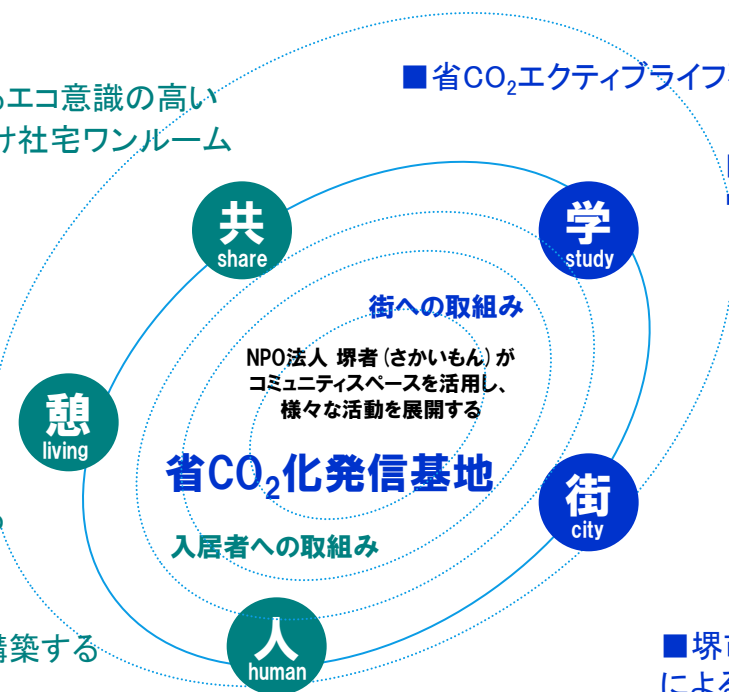 ■省CO₂エクティブライフ
エコ意識の高い
社宅ワンルーム
共
share
学
study
街への取組み
NPO法人 堺者(さかいもん)が
コミュニティスペースを活用し、
様々な活動を展開する
憩
living
省CO₂化発信基地
街
city
入居者への取組み
人
human
構築する
■堺市
による